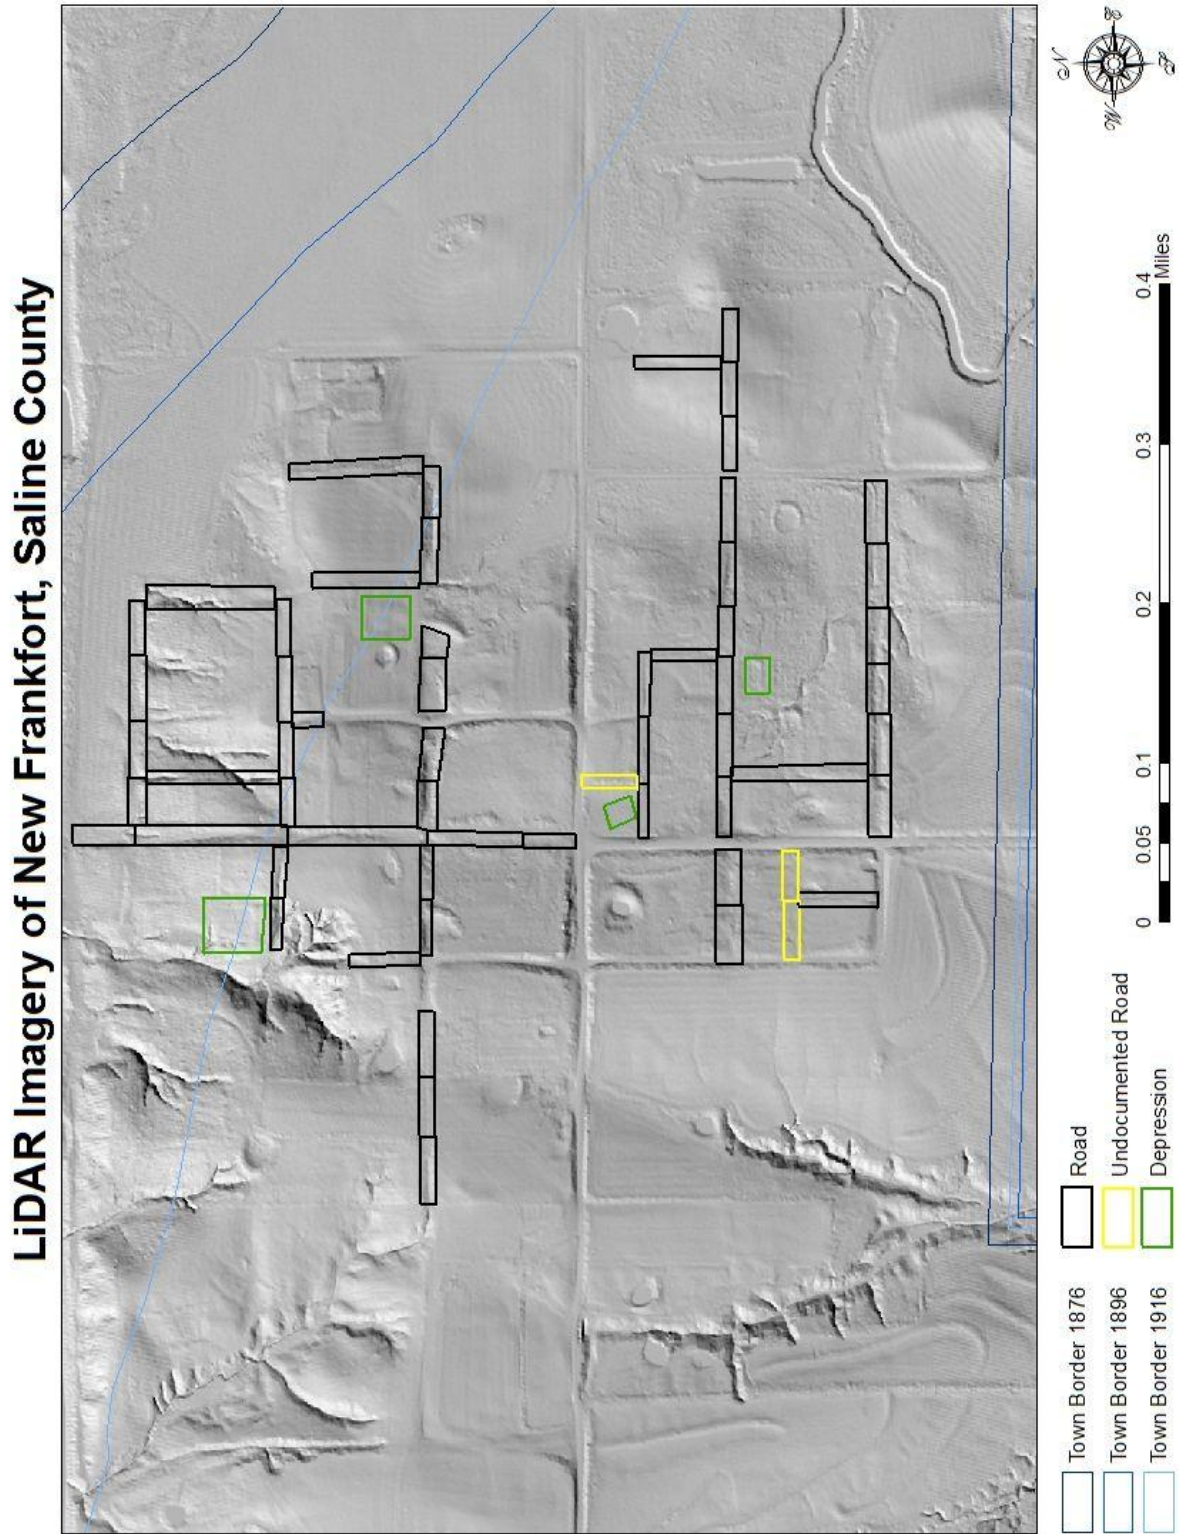 LiDAR Imagery of New Frankfort, Saline County
N
W
E
S
Town Border 1876
Town Border 1896
Town Border 1916
Road
Undocumented Road
Depression
0 0.05 0.1 0.2 0.3 0.4
Miles